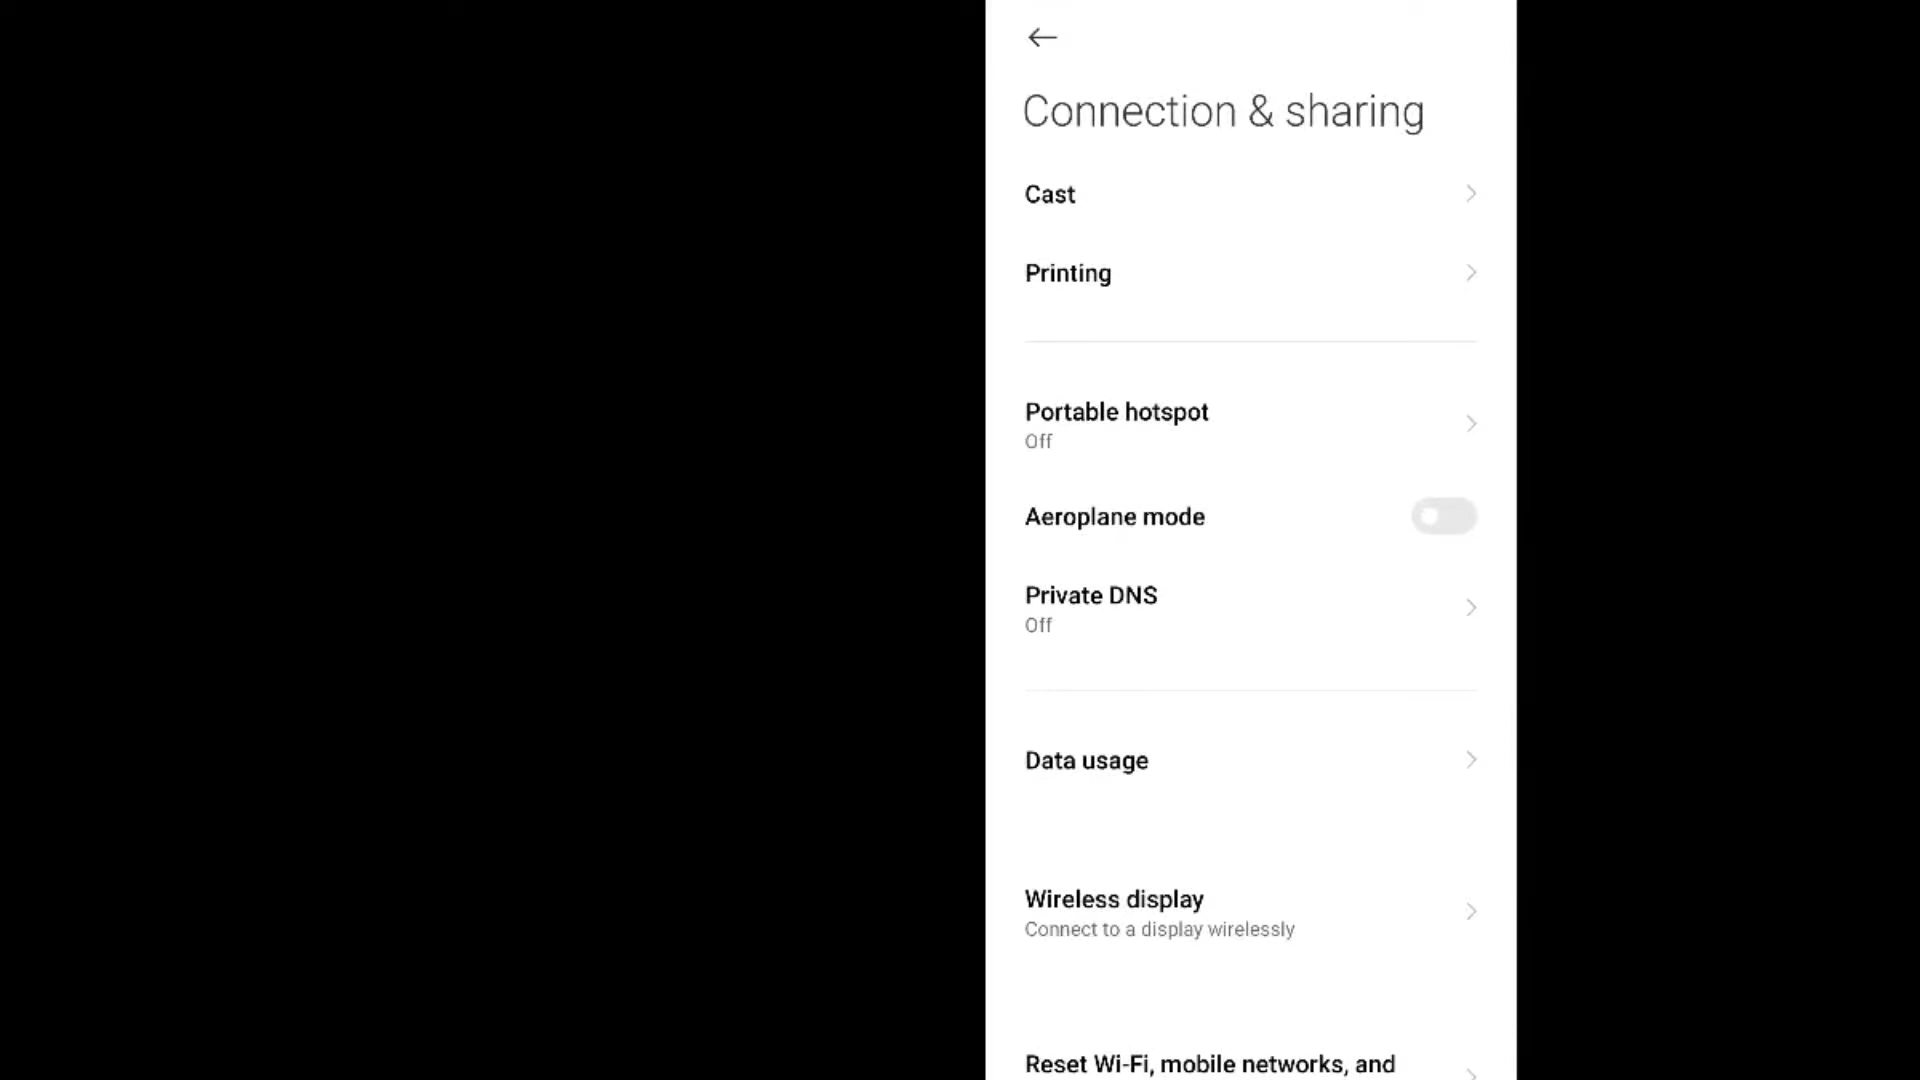 Connection & sharing
Cast
Printing
Portable hotspot
Off
Aeroplane mode
Private DNS
Off
Data usage
Wireless display
Connect to a display wirelessly
Reset Wi-Fi, mobile networks, and